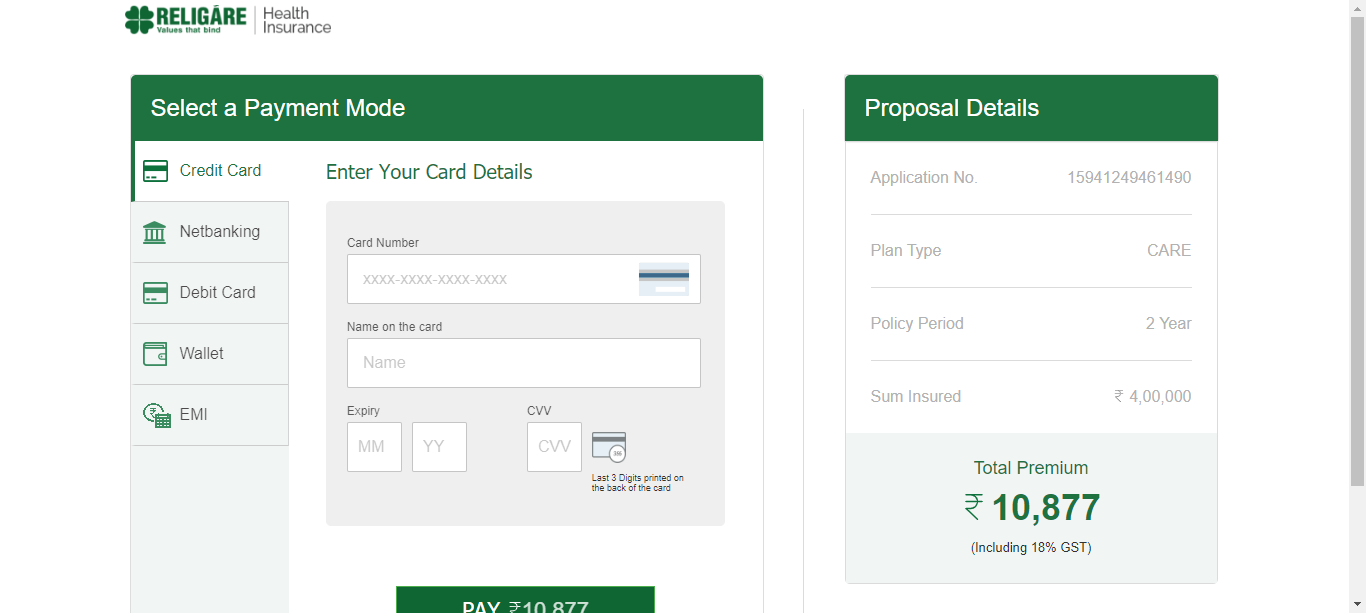 RELIGARE
Values that bind
Health
Insurance
Select a Payment Mode
Credit Card
Netbanking
Debit Card
Wallet
EMI
Enter Your Card Details
Card Number
XXXX-XXXX-XXXX-XXXX
Name on the card
Name
Expiry
CVV
MM
YY
CVV
Last 3 Digits printed on
the back of the card
PAY ₹10,877
Proposal Details
Application No. 15941249461490
Plan Type CARE
Policy Period 2 Year
Sum Insured ₹ 4,00,000
Total Premium
₹ 10,877
(Including 18% GST)